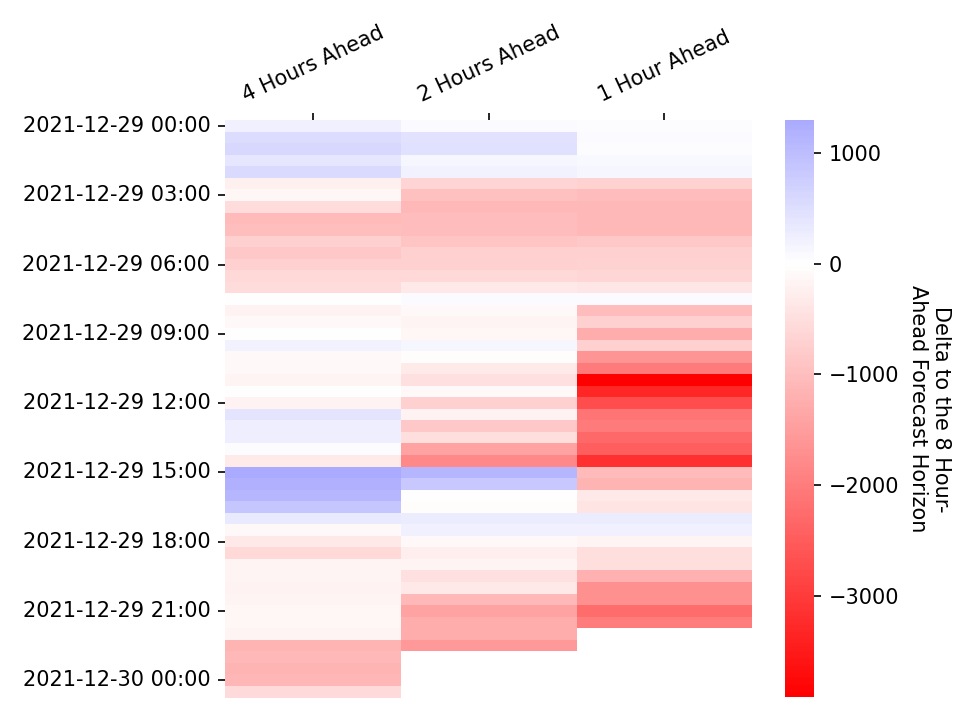 4 Hours Ahead
2 Hours Ahead
1 Hour Ahead
2021-12-29 00:00
2021-12-29 03:00
2021-12-29 06:00
2021-12-29 09:00
2021-12-29 12:00
2021-12-29 15:00
2021-12-29 18:00
2021-12-29 21:00
2021-12-30 00:00
1000
0
−1000
−2000
−3000
Delta to the 8 Hour-
Ahead Forecast Horizon